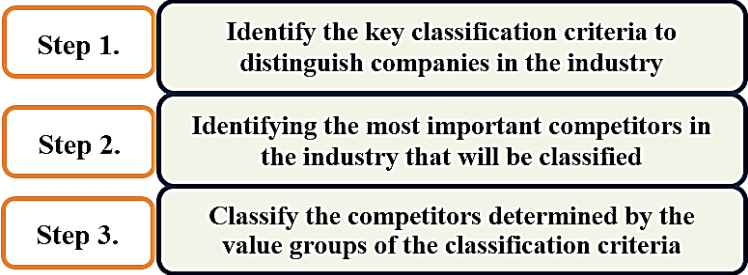 Step 1.
Identify the key classification criteria to
distinguish companies in the industry
Step 2.
Identifying the most important competitors in
the industry that will be classified
Step 3.
Classify the competitors determined by the
value groups of the classification criteria